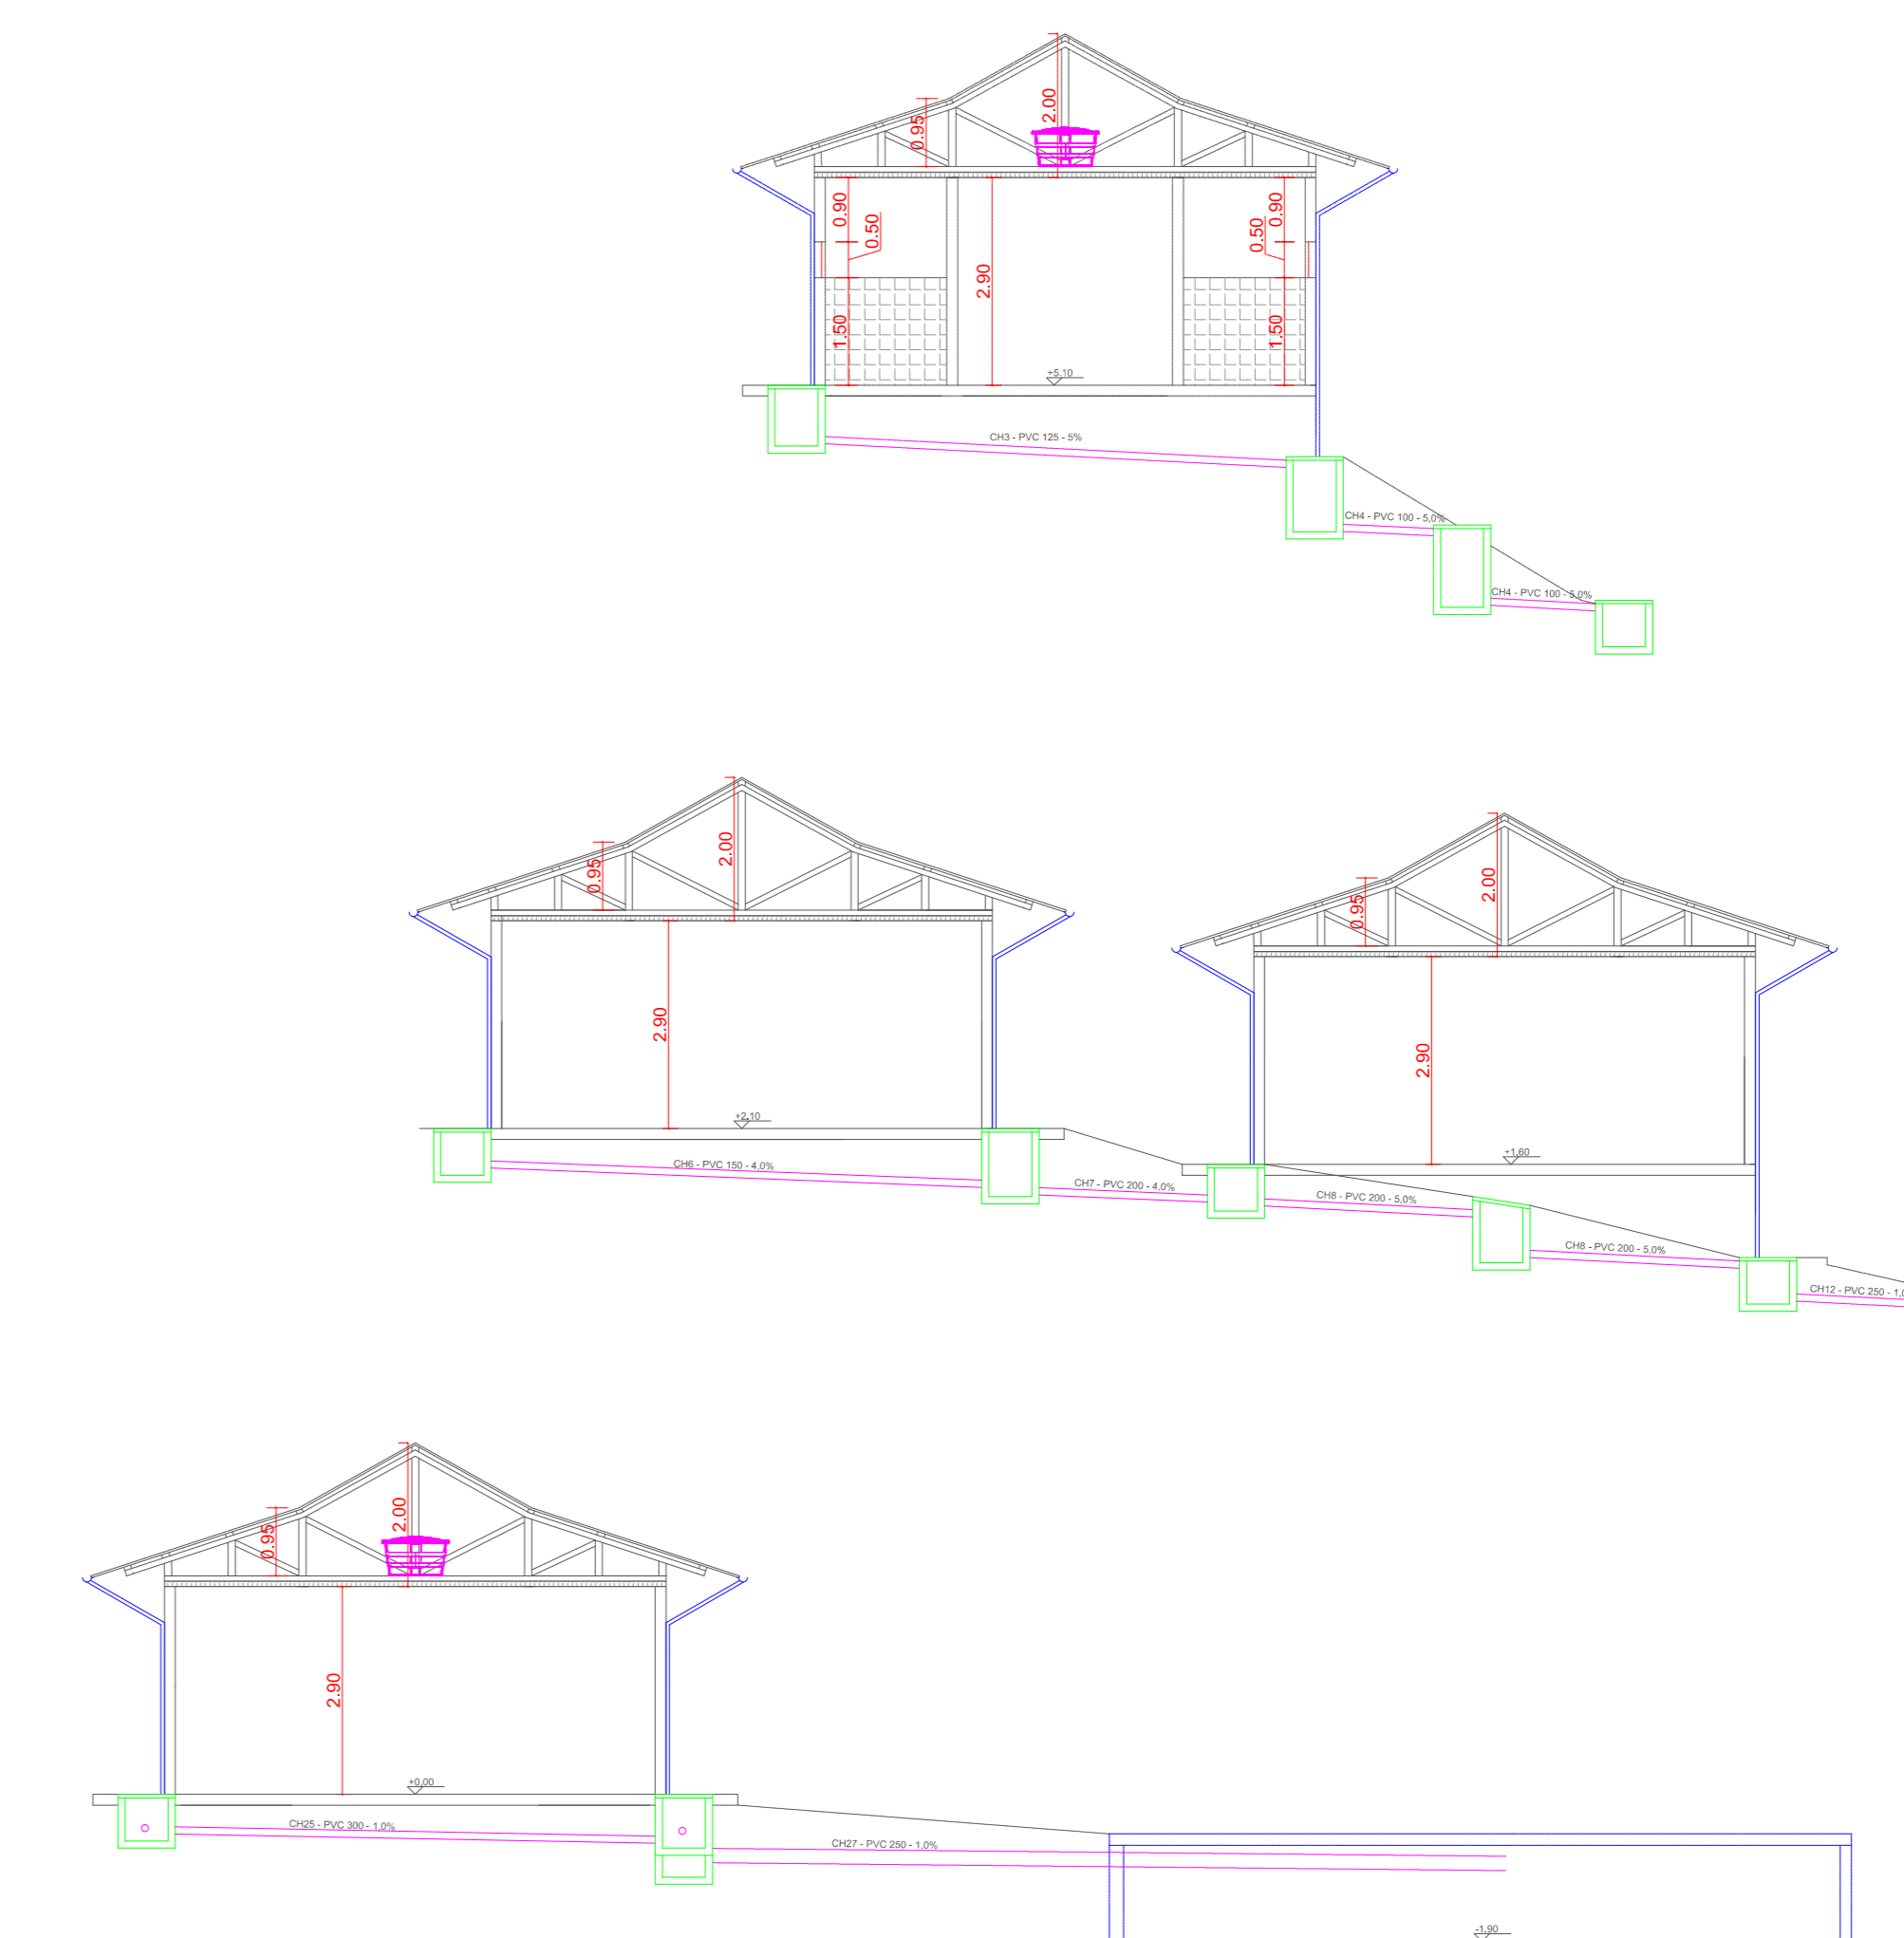 2.00
0.95
0.90
0.50
0.90
0.50
2.90
1.50
1.50
+5,10
CH3 - PVC 125 - 5%
CH4 - PVC 100 - 5,0%
CH4 - PVC 100 - 5,0%
2.00
0.95
2.90
+2,10
CH6 - PVC 150 - 4,0%
CH7 - PVC 200 - 4,0%
2.00
0.95
2.90
+1,60
CH8 - PVC 200 - 5,0%
CH8 - PVC 200 - 5,0%
CH12 - PVC 250 - 1,0
2.00
0.95
2.90
+0,00
CH25 - PVC 300 - 1,0%
CH27 - PVC 250 - 1,0%
-1,90